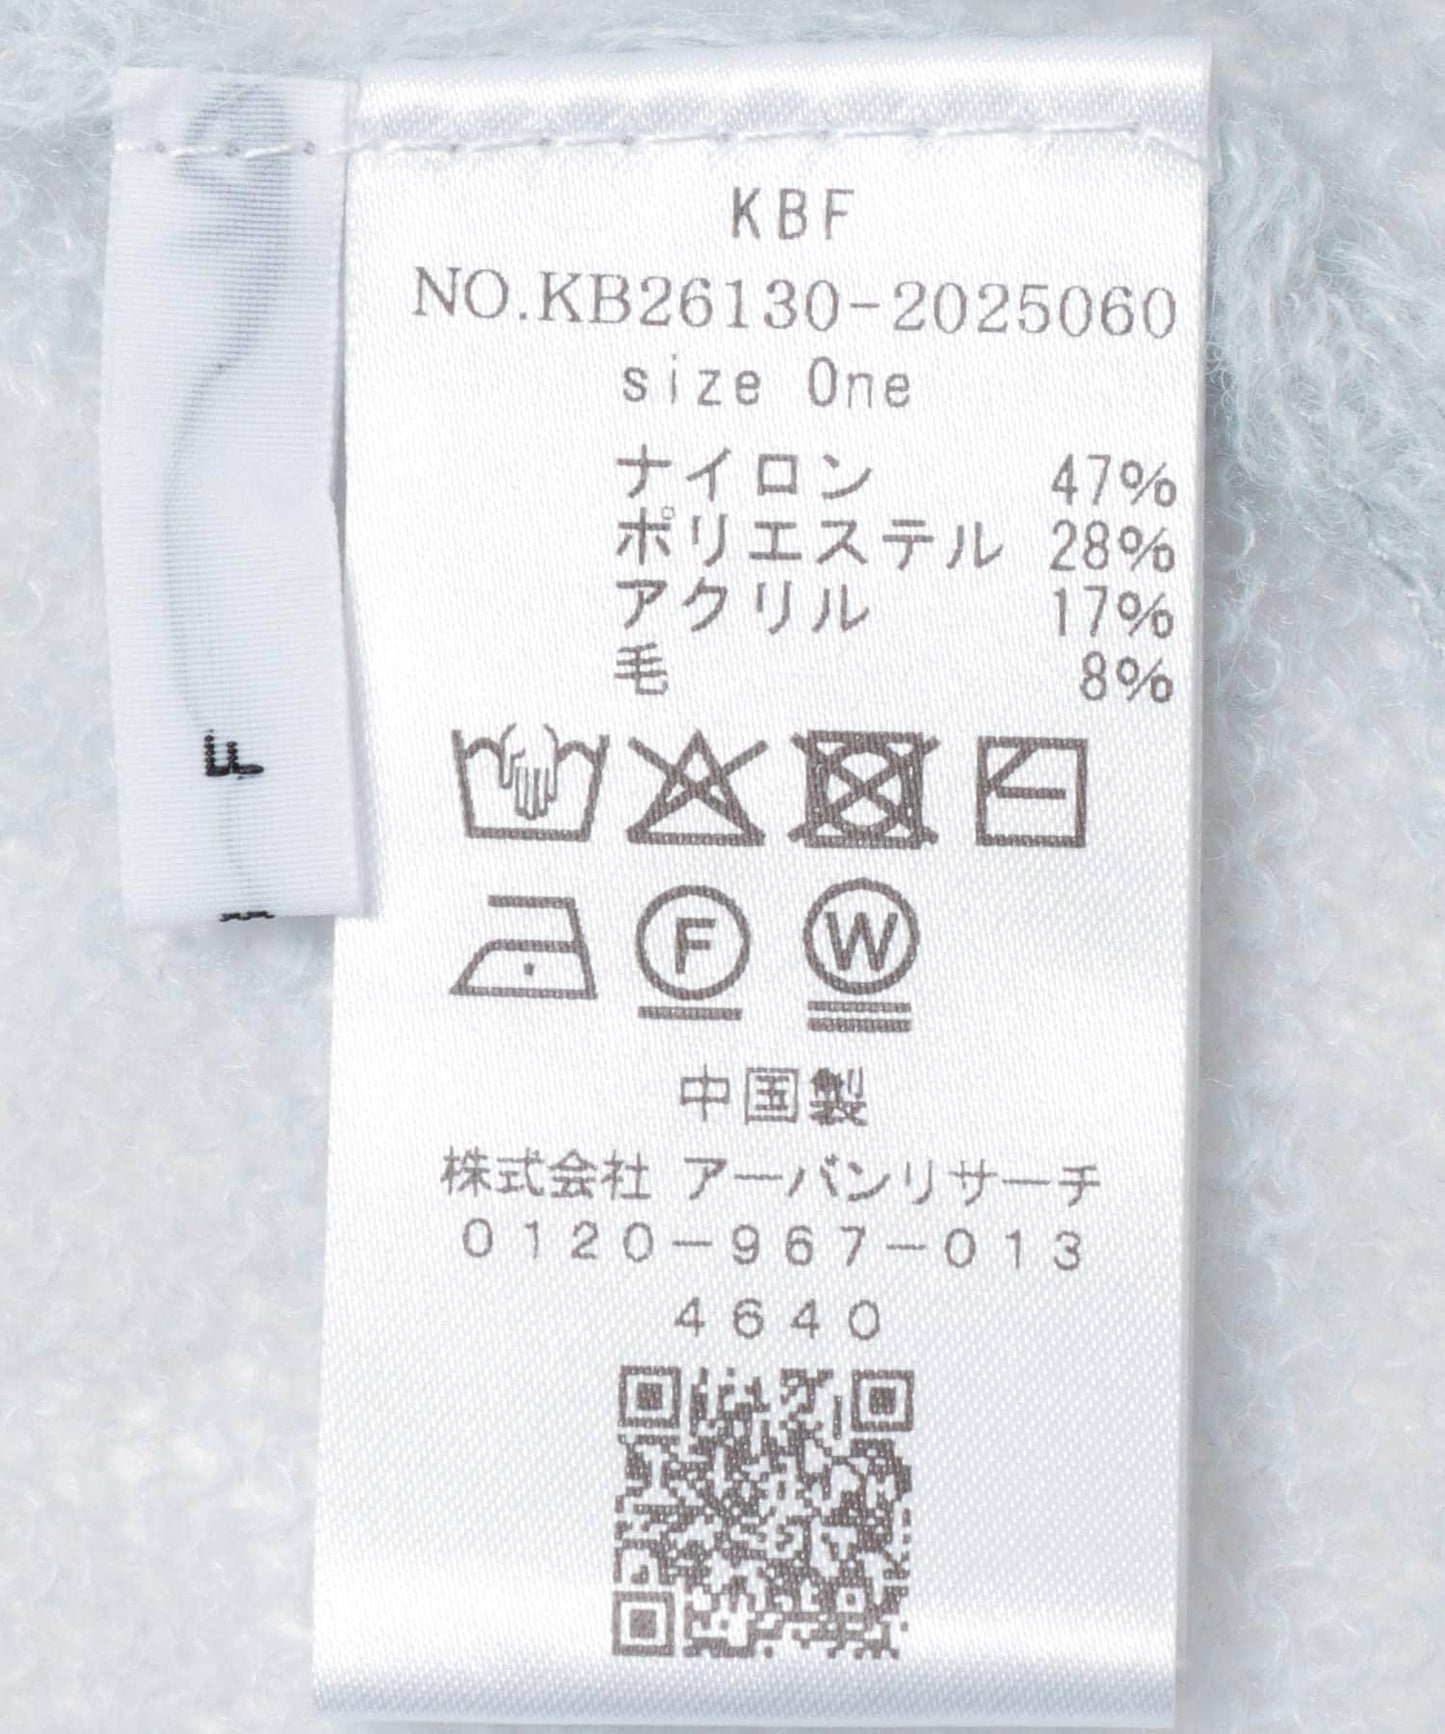 KBF
NO.KB26130-2025060
size One
ナイロン 47%
ポリエステル 28%
アクリル 17%
毛 8%
F
W
中国製
株式会社 アーバンリサーチ
0120-967-013
4640
F